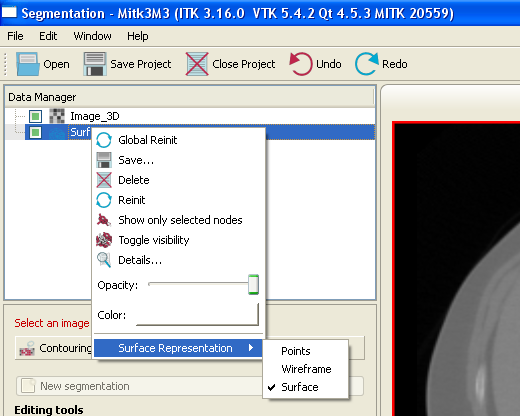 Segmentation - Mitk3M3 (ITK 3.16.0 VTK 5.4.2 Qt 4.5.3 MITK 20559)
File Edit Window Help
Open Save Project Close Project Undo Redo
Data Manager
Image_3D
Global Reinit
Save...
Delete
Reinit
Show only selected nodes
Toggle visibility
Details...
Opacity:
Color:
Select an image
Contouring
Surface Representation
Points
Wireframe
Surface
New segmentation
Editing tools